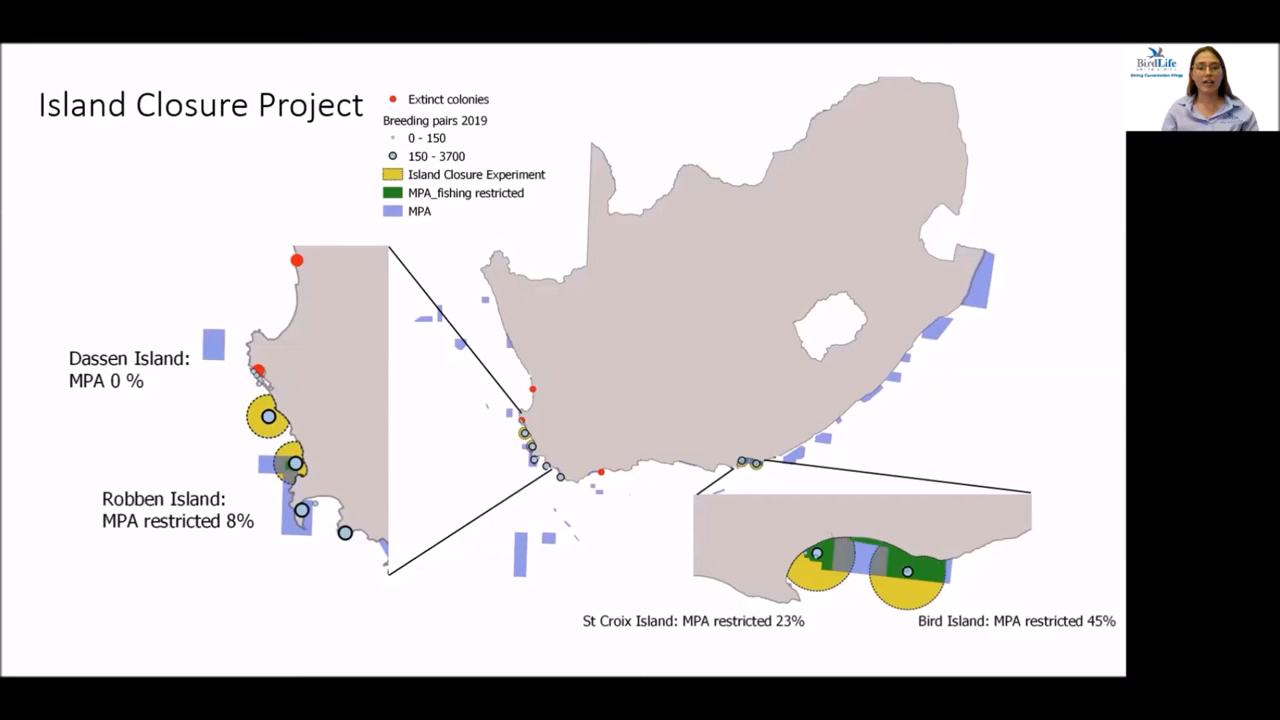 Island Closure Project
Extinct colonies
Breeding pairs 2019
0 - 150
150 - 3700
Island Closure Experiment
MPA_fishing restricted
MPA
Dassen Island:
MPA 0 %
Robben Island:
MPA restricted 8%
St Croix Island: MPA restricted 23%
Bird Island: MPA restricted 45%
BirdLife